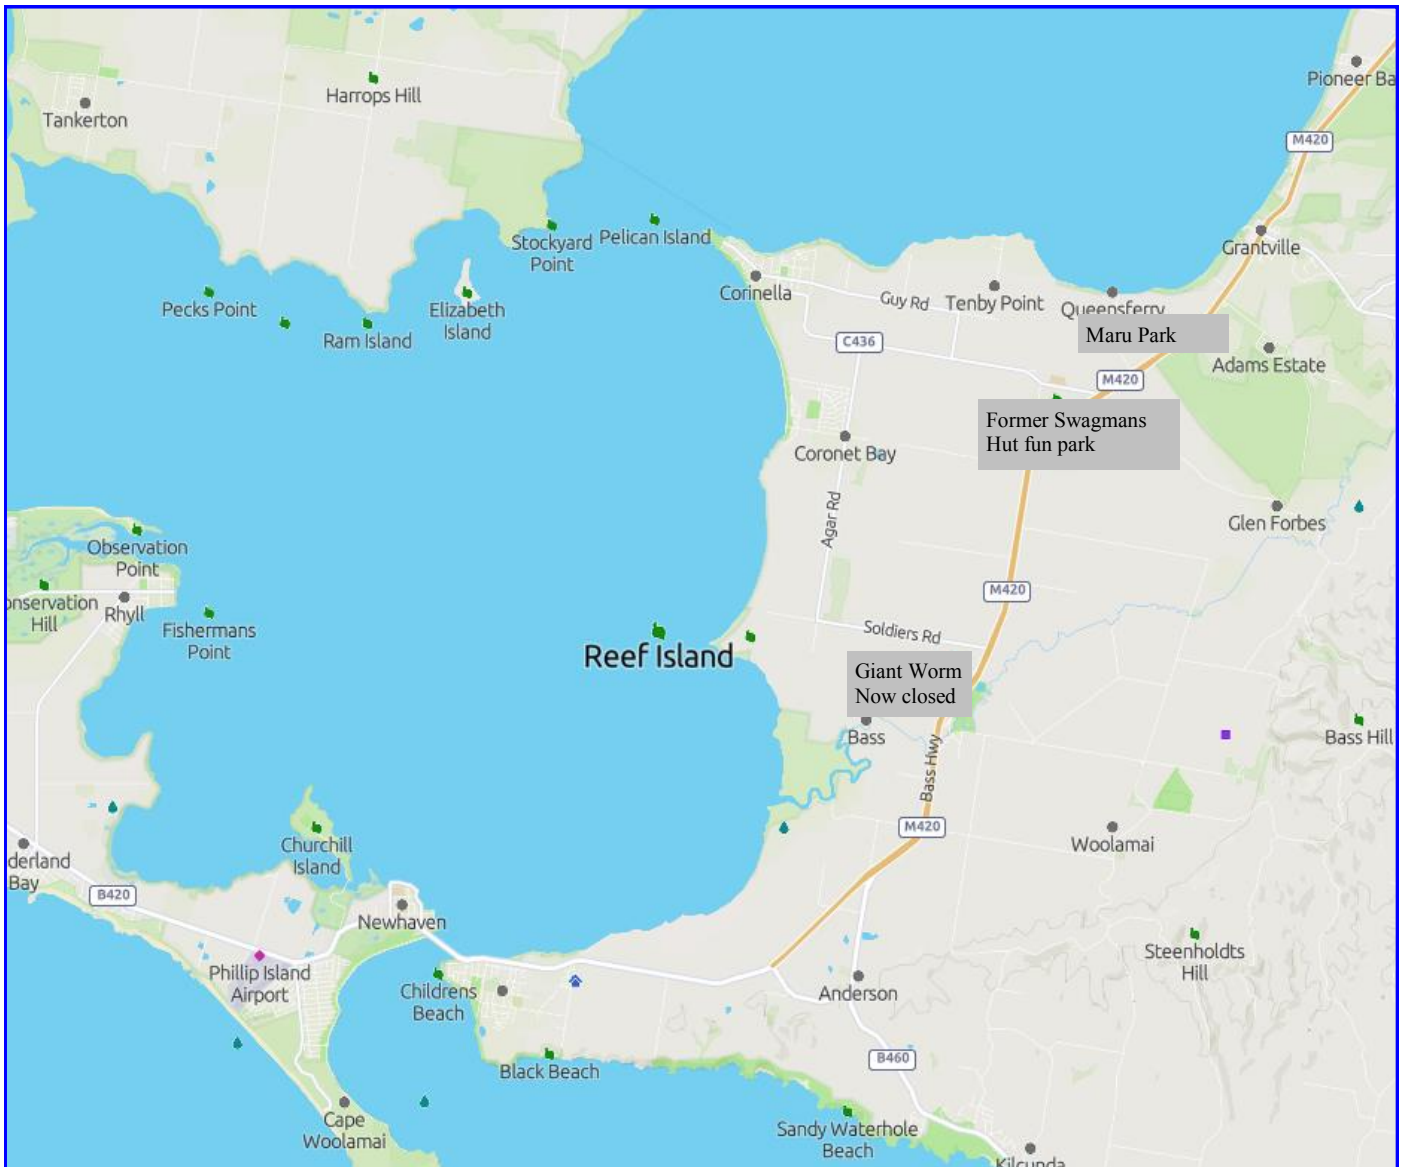 Pioneer Ba
Harrops Hill
Tankerton
M420
Stockyard
Point
Pelican Island
Grantville
Corinella
Guy Rd
Tenby Point
Queensferry
Pecks Point
Ram Island
Elizabeth
Island
Maru Park
C436
Adams Estate
M420
Former Swagmans
Hut fun park
Coronet Bay
Agar Rd
Glen Forbes
Observation
Point
onservation
Hill
Rhyll
Fishermans
Point
M420
Soldiers Rd
Reef Island
Giant Worm
Now closed
Bass
Bass Hwy
Bass Hill
M420
Woolamai
Churchill
Island
derland
Bay
B420
Newhaven
Phillip Island
Airport
Childrens
Beach
Anderson
Steenholdts
Hill
B460
Black Beach
Cape
Woolamai
Sandy Waterhole
Beach
Kilcunda